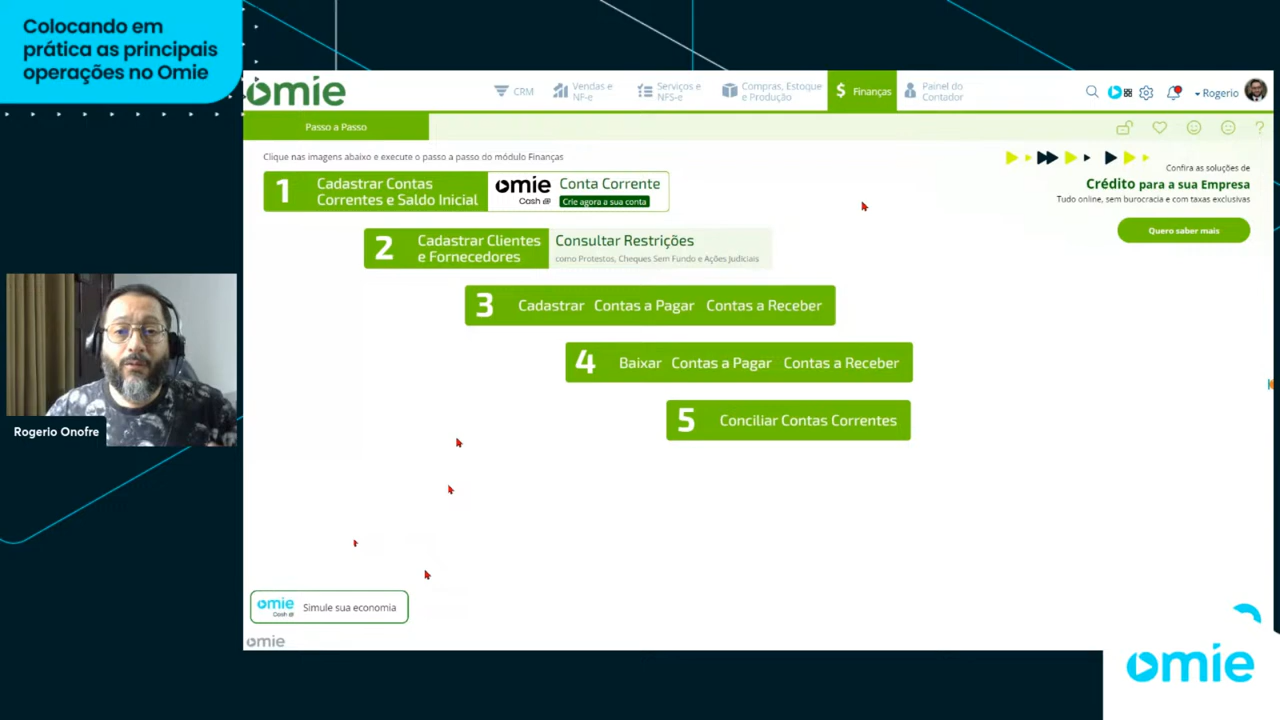 Colocando em
prática as principais
operações no Omie
omie
CRM
Vendas e
NF-e
Serviços e
NFS-e
Compras, Estoque
e Produção
$ Finanças
Painel do
Contador
Rogerio
Passo a Passo
?
Clique nas imagens abaixo e execute o passo a passo do módulo Finanças
1 Cadastrar Contas
Correntes e Saldo Inicial
omie
Cash
Conta Corrente
Crie agora a sua conta
Confira as soluções de
Crédito para a sua Empresa
Tudo online, sem burocracia e com taxas exclusivas
Quero saber mais
2 Cadastrar Clientes
e Fornecedores
Consultar Restrições
como Protestos, Cheques Sem Fundo e Ações Judiciais
3 Cadastrar Contas a Pagar Contas a Receber
4 Baixar Contas a Pagar Contas a Receber
5 Conciliar Contas Correntes
Rogerio Onofre
omie
Cash
Simule sua economia
omie
omie